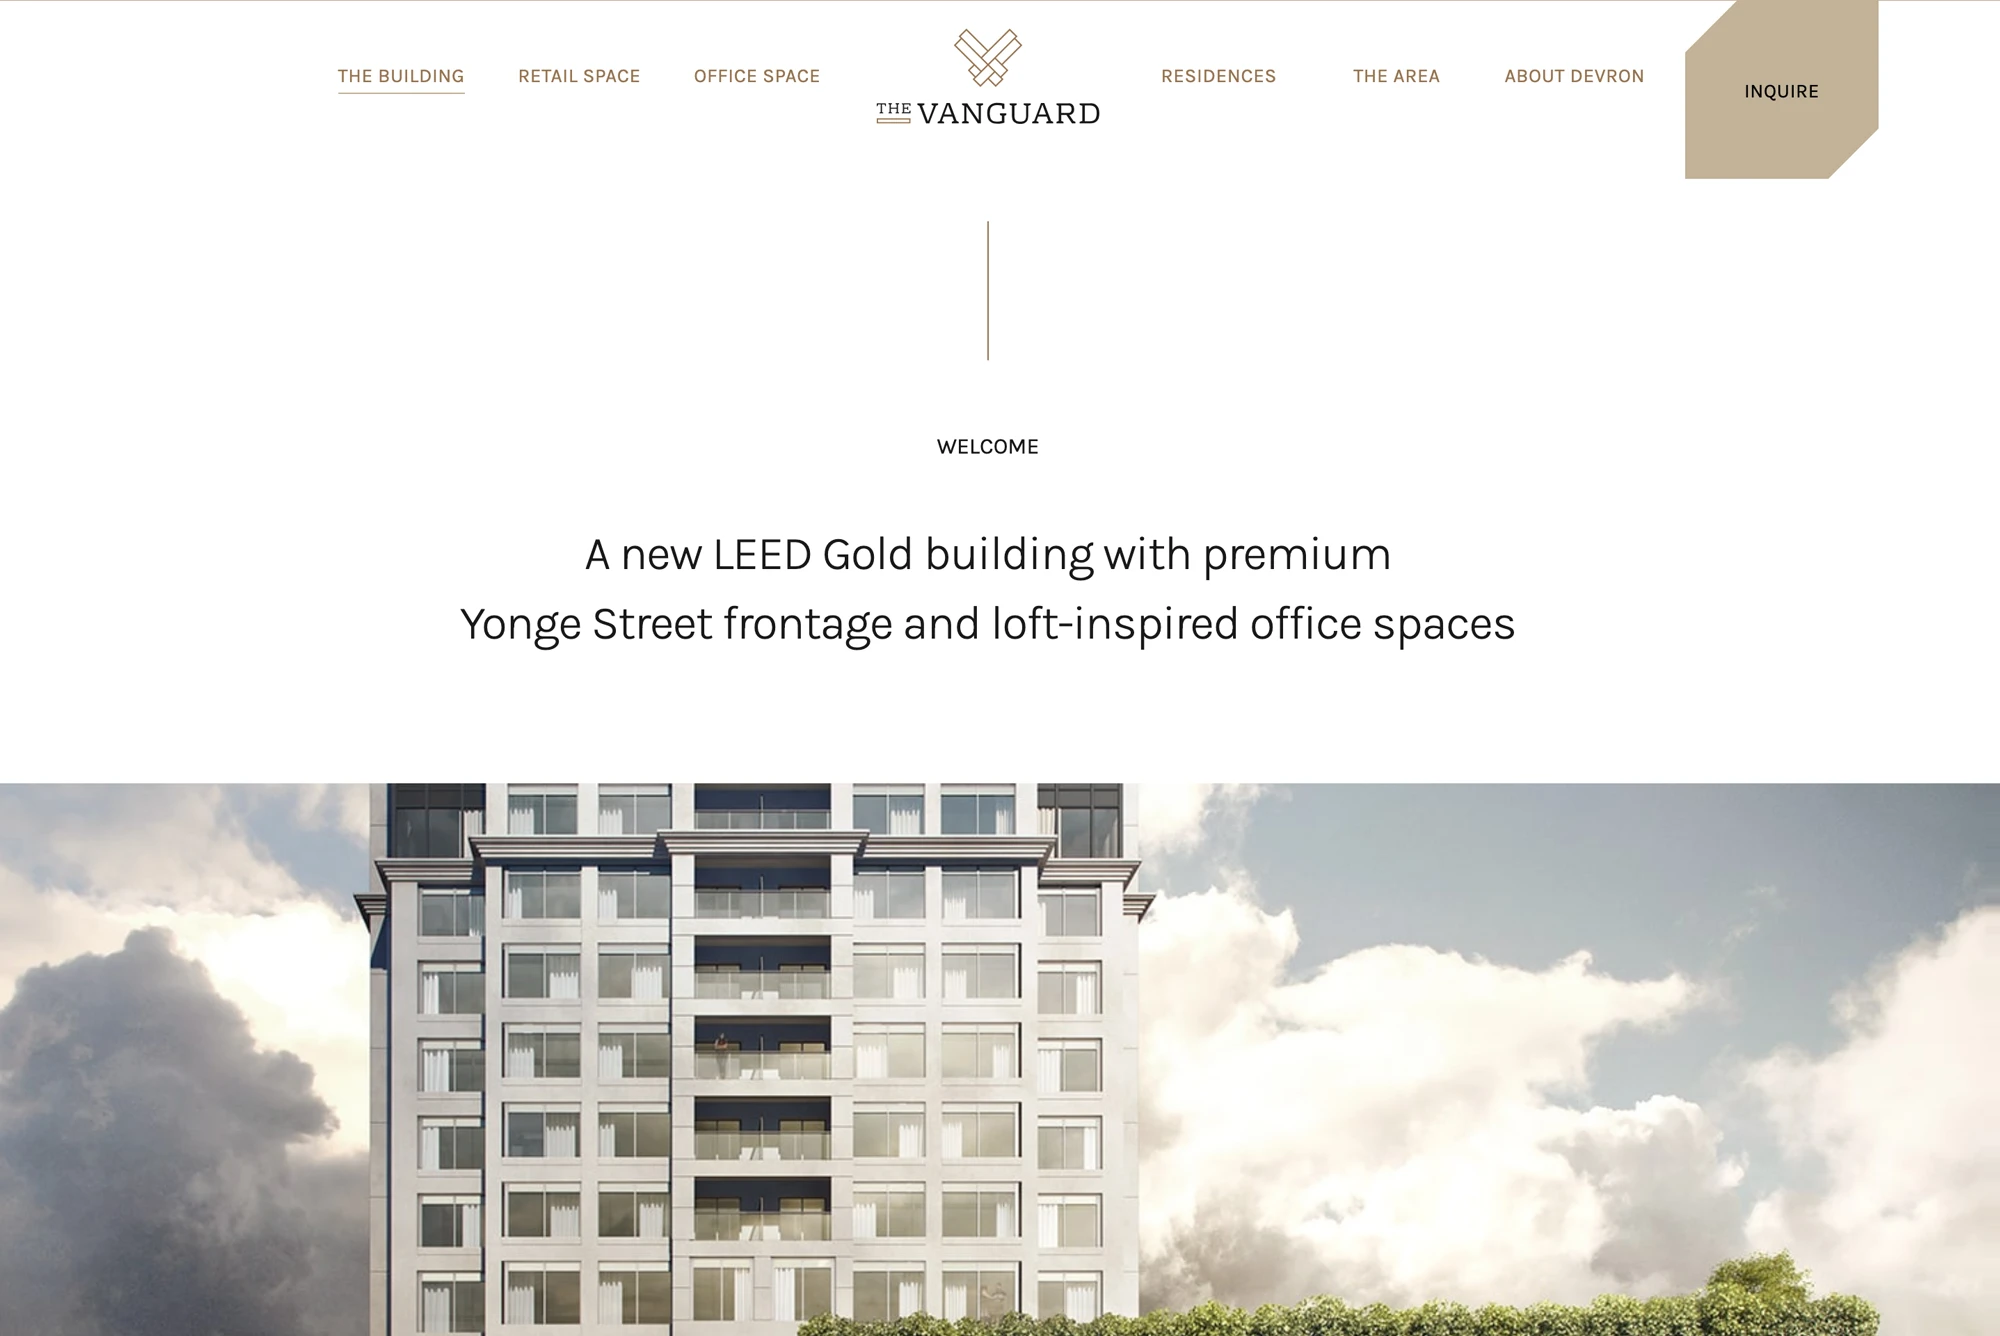 THE BUILDING
RETAIL SPACE
OFFICE SPACE
THE VANGUARD
RESIDENCES
THE AREA
ABOUT DEVRON
INQUIRE
WELCOME
A new LEED Gold building with premium
Yonge Street frontage and loft-inspired office spaces